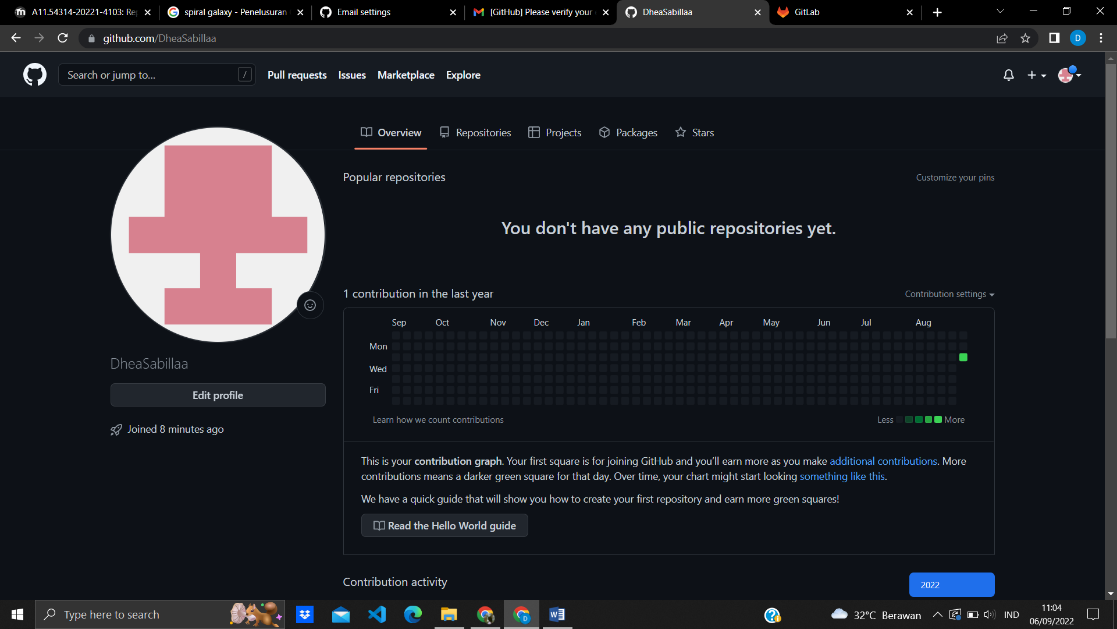 A11.54314-20221-4103: Re
spiral galaxy - Penelusuran
Email settings
[GitHub] Please verify your
DheaSabillaa
GitLab
github.com/DheaSabillaa
D
Search or jump to...
/
Pull requests
Issues
Marketplace
Explore
Overview
Repositories
Projects
Packages
Stars
Popular repositories
Customize your pins
You don't have any public repositories yet.
1 contribution in the last year
Contribution settings
Sep Oct Nov Dec Jan Feb Mar Apr May Jun Jul Aug
Mon
Wed
Fri
Learn how we count contributions
Less
More
DheaSabillaa
Edit profile
Joined 8 minutes ago
This is your contribution graph. Your first square is for joining GitHub and you'll earn more as you make additional contributions. More
contributions means a darker green square for that day. Over time, your chart might start looking something like this.
We have a quick guide that will show you how to create your first repository and earn more green squares!
Read the Hello World guide
Contribution activity
2022
Type here to search
32°C Berawan
IND
11:04
06/09/2022